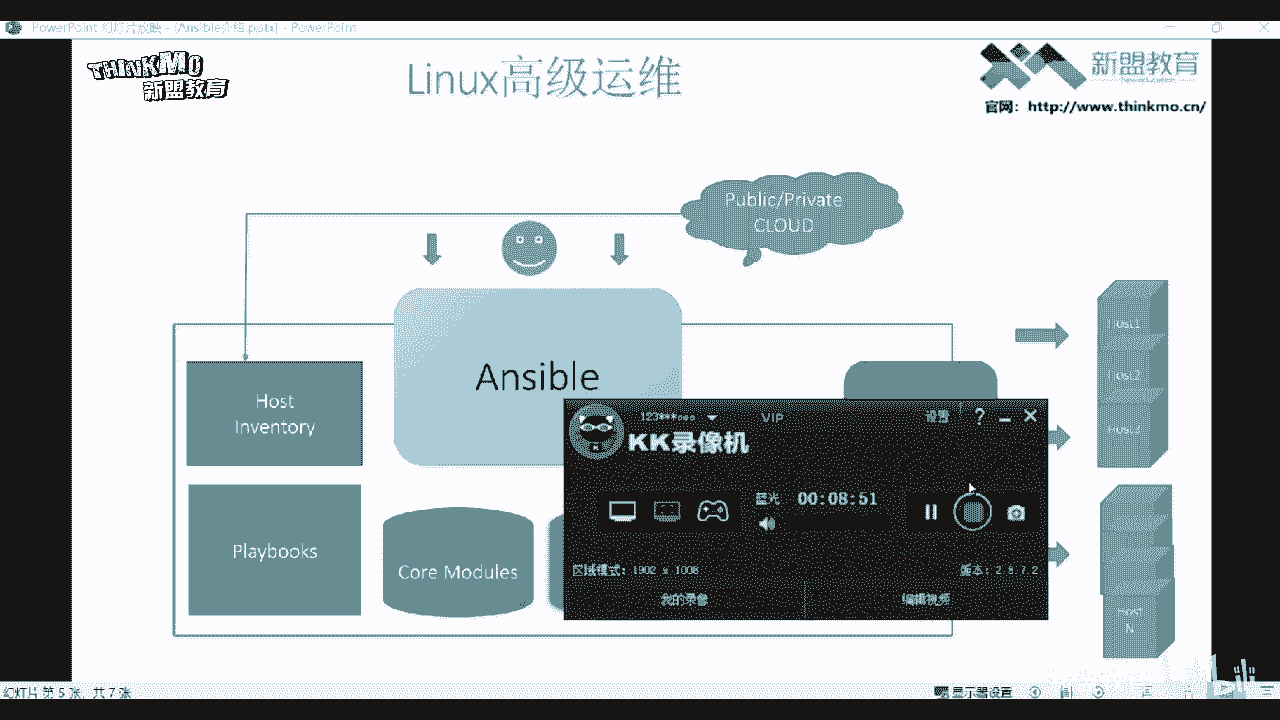 PowerPoint 幻灯片放映 - [Ansible介绍.pptx] - PowerPoint
THINKMO
新盟教育
Linux高级运维
新盟教育
官网：http://www.thinkmo.cn/
Public/Private
CLOUD
Ansible
Host
Inventory
Playbooks
Core Modules
Host1
Host2
Host3
HOST
N
VIP
设置
KK录像机
蓝光
00:08:51
区域模式：1902 x 1008
版本：2.8.7.2
我的录像
编辑视频
幻灯片 第 5 张，共 7 张
显示器设置